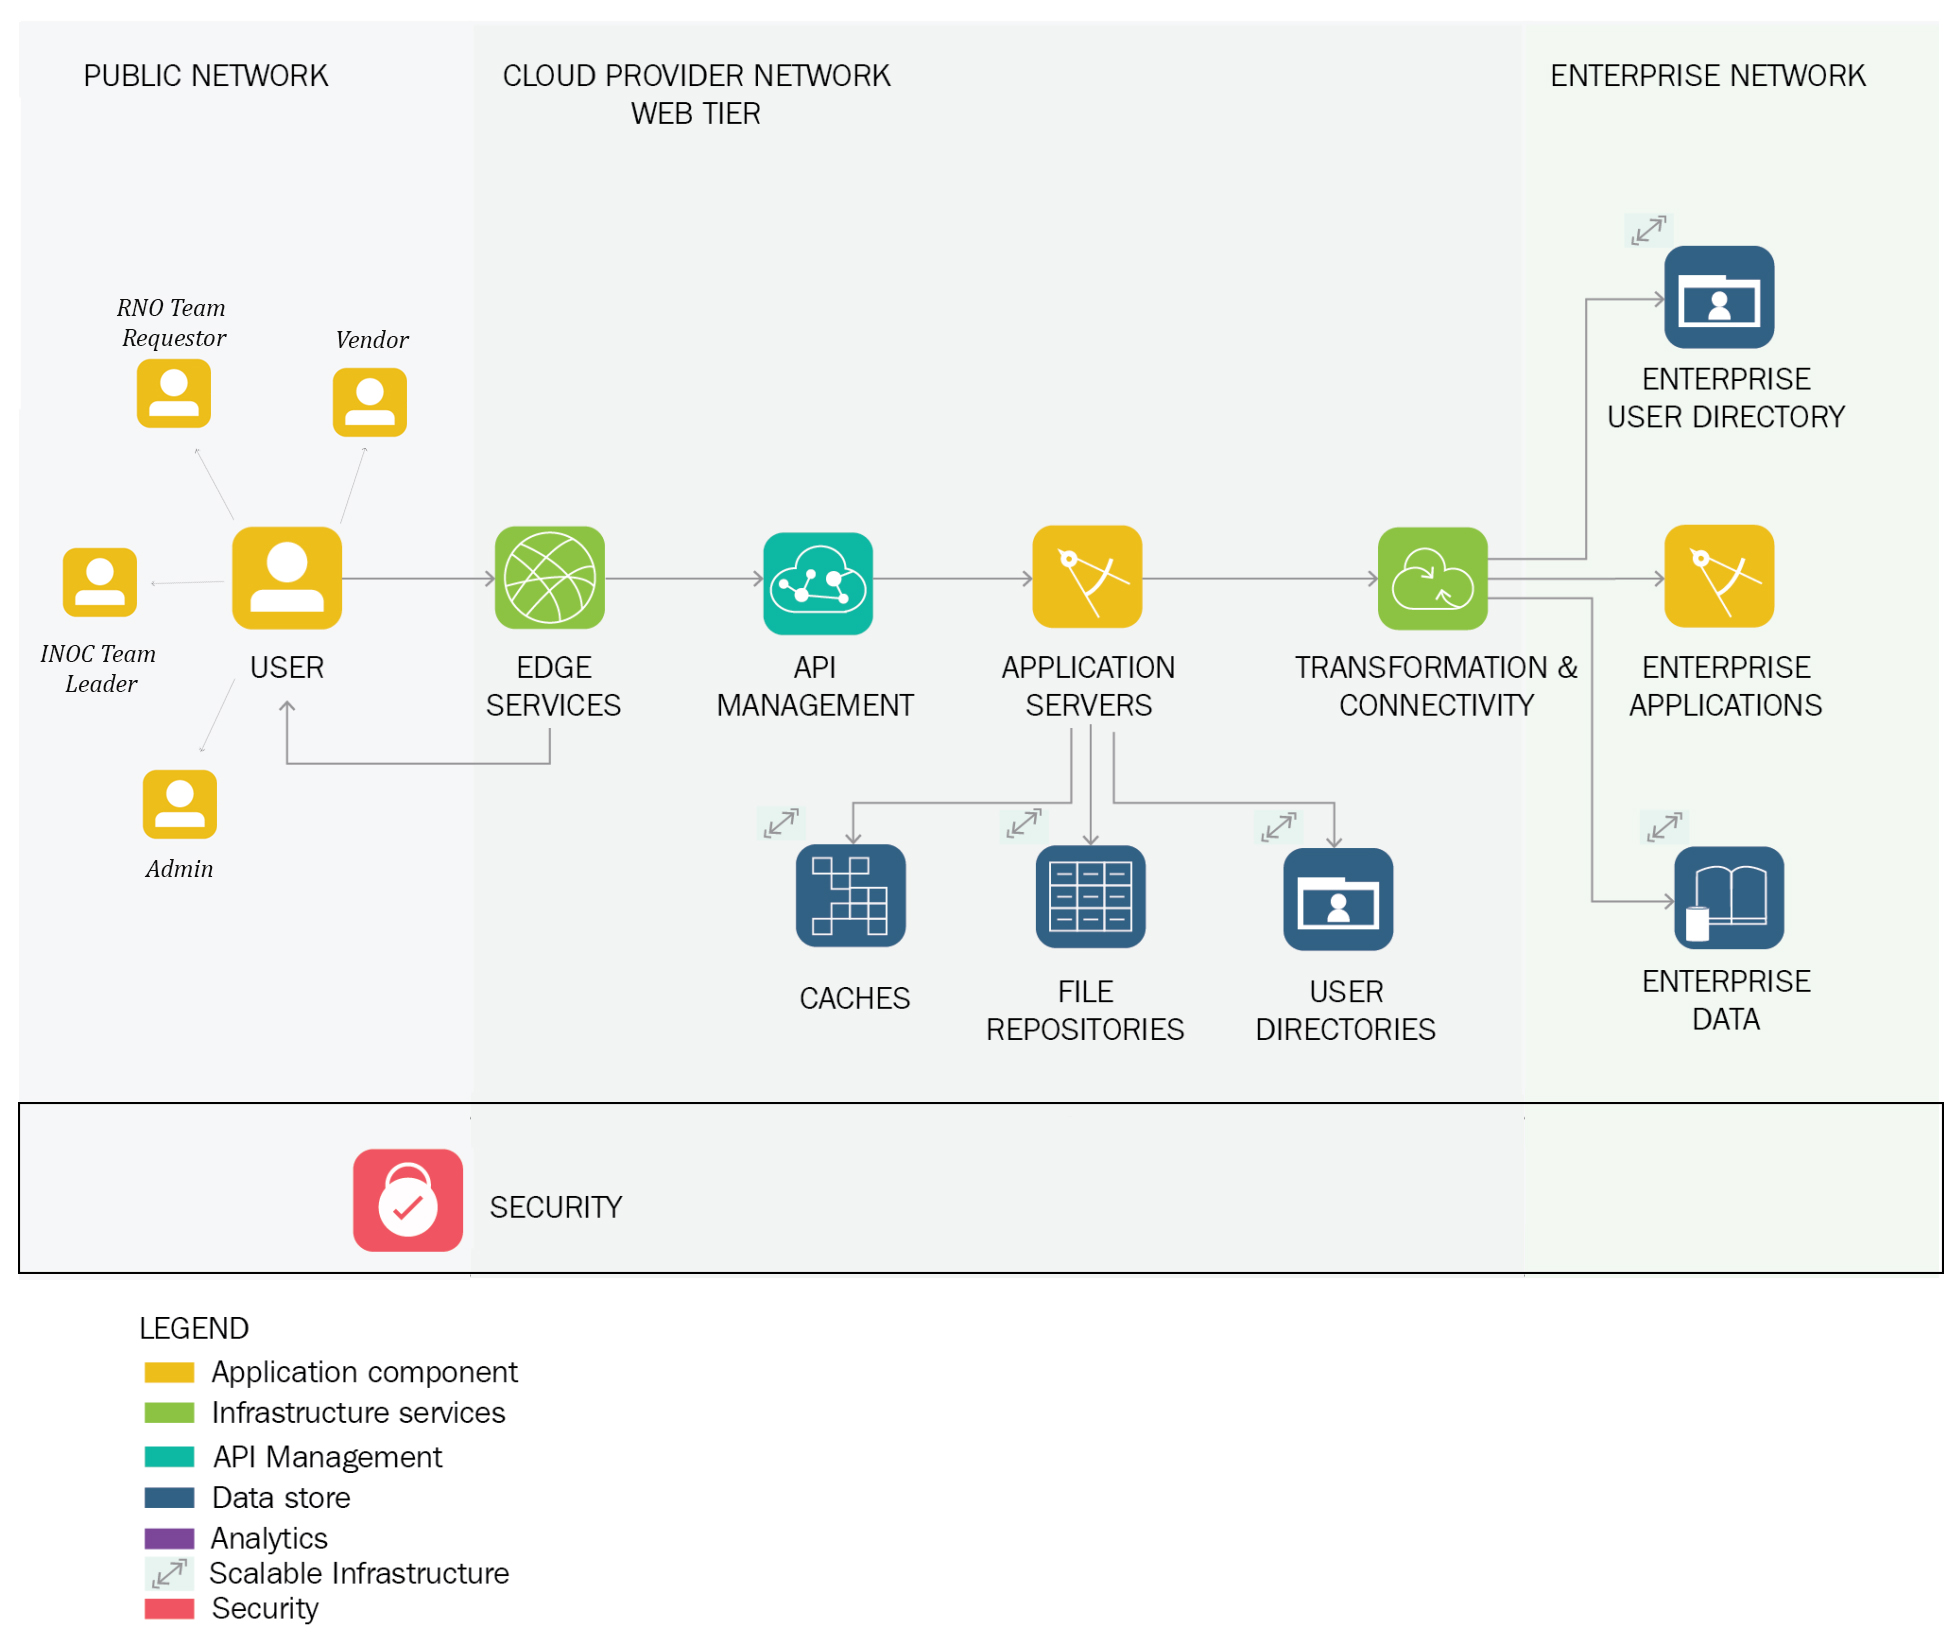 PUBLIC NETWORK
CLOUD PROVIDER NETWORK
WEB TIER
ENTERPRISE NETWORK
RNO Team
Requestor
Vendor
ENTERPRISE
USER DIRECTORY
INOC Team
Leader
USER
EDGE
SERVICES
API
MANAGEMENT
APPLICATION
SERVERS
TRANSFORMATION &
CONNECTIVITY
ENTERPRISE
APPLICATIONS
Admin
CACHES
FILE
REPOSITORIES
USER
DIRECTORIES
ENTERPRISE
DATA
SECURITY
LEGEND
Application component
Infrastructure services
API Management
Data store
Analytics
Scalable Infrastructure
Security